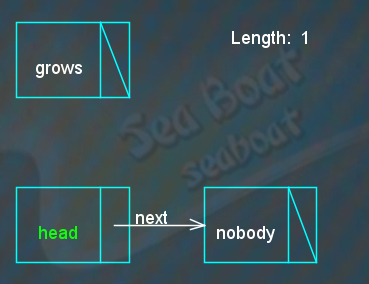 Length: 1
grows
Sea Boat
seaboat
head
next
nobody